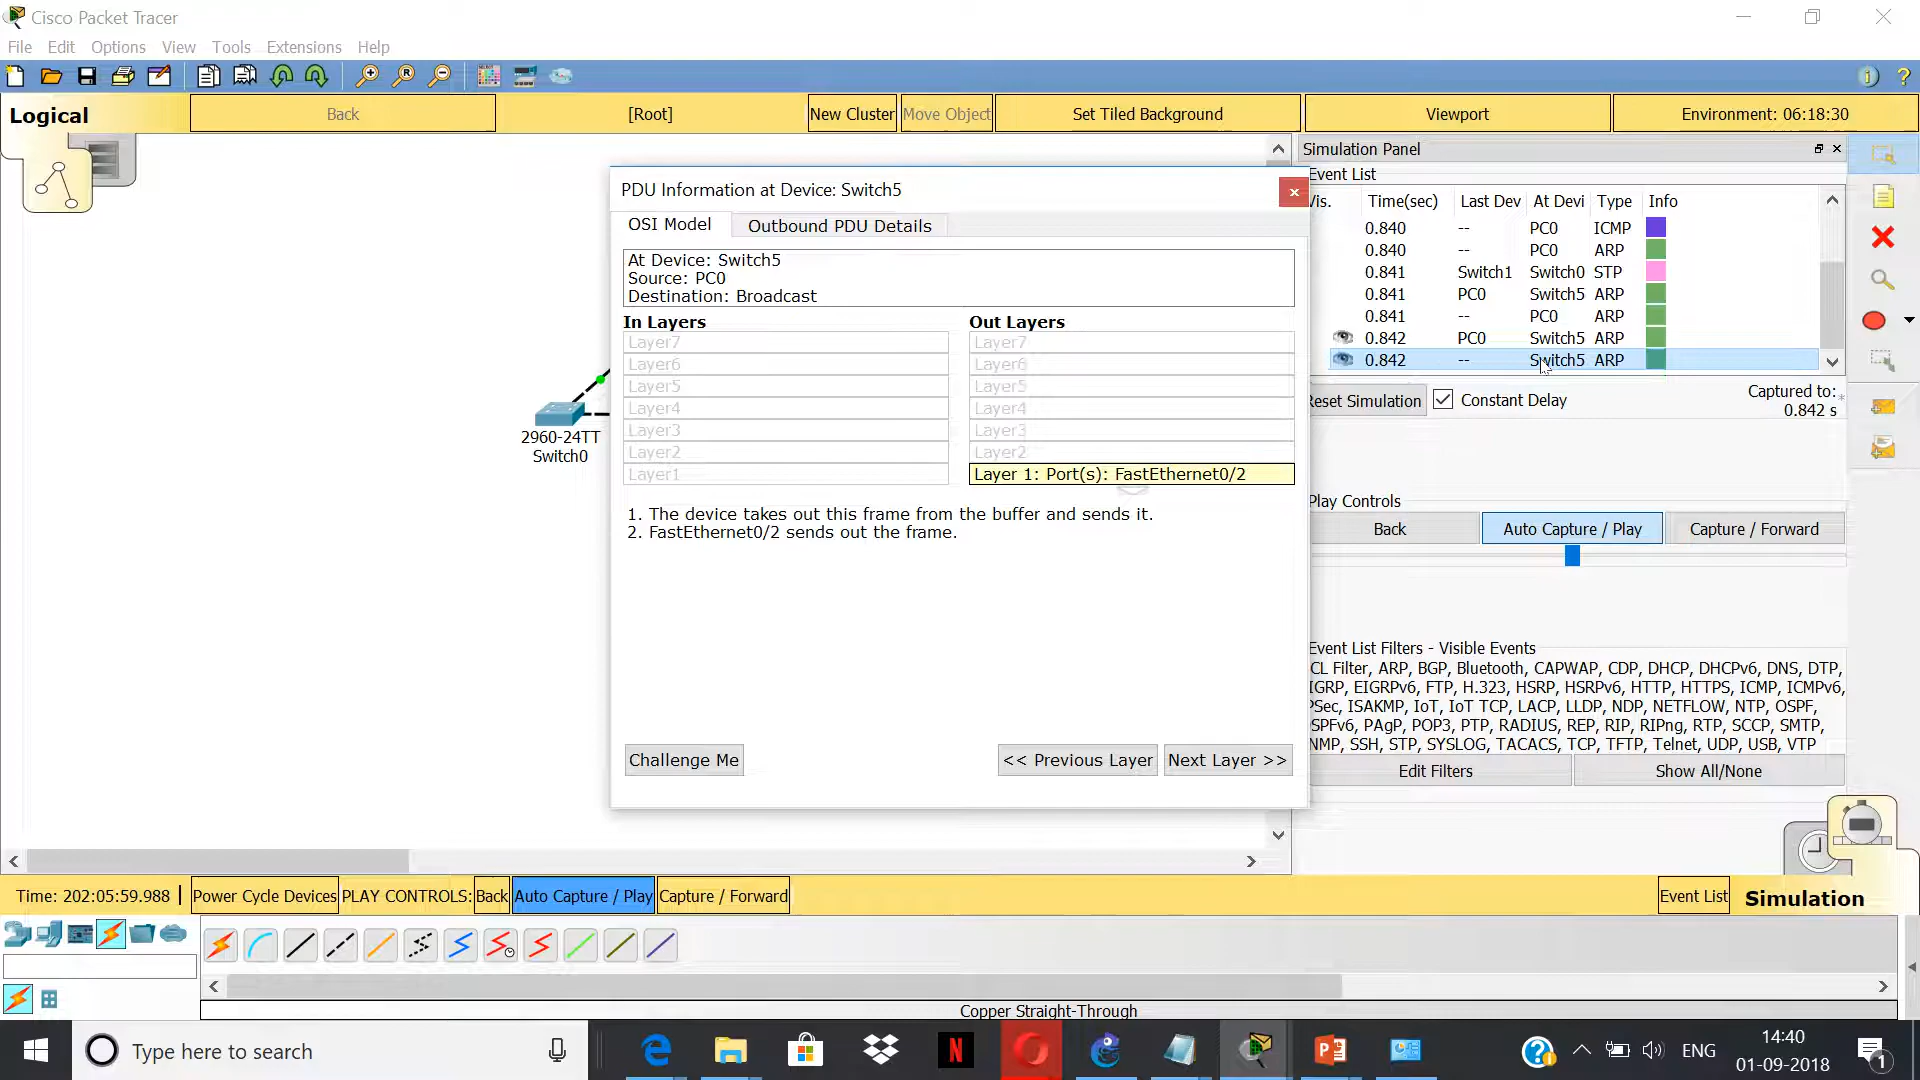 Cisco Packet Tracer
File Edit Options View Tools Extensions Help
Logical Back [Root] New Cluster Move Object Set Tiled Background Viewport Environment: 06:18:30
Simulation Panel
Event List
Vis. Time(sec) Last Dev At Devi Type Info
0.840 -- PC0 ICMP
0.840 -- PC0 ARP
0.841 Switch1 Switch0 STP
0.841 PC0 Switch5 ARP
0.841 -- PC0 ARP
0.842 PC0 Switch5 ARP
0.842 -- Switch5 ARP
Reset Simulation Constant Delay Captured to:
0.842 s
Play Controls
Back Auto Capture / Play Capture / Forward
Event List Filters - Visible Events
CL Filter, ARP, BGP, Bluetooth, CAPWAP, CDP, DHCP, DHCPv6, DNS, DTP,
IGRP, EIGRPv6, FTP, H.323, HSRP, HSRPv6, HTTP, HTTPS, ICMP, ICMPv6,
PSec, ISAKMP, IoT, IoT TCP, LACP, LLDP, NDP, NETFLOW, NTP, OSPF,
SPFv6, PAgP, POP3, PTP, RADIUS, REP, RIP, RIPng, RTP, SCCP, SMTP,
NMP, SSH, STP, SYSLOG, TACACS, TCP, TFTP, Telnet, UDP, USB, VTP
Edit Filters Show All/None
2960-24TT
Switch0
PDU Information at Device: Switch5
OSI Model Outbound PDU Details
At Device: Switch5
Source: PC0
Destination: Broadcast
In Layers Out Layers
Layer7 Layer7
Layer6 Layer6
Layer5 Layer5
Layer4 Layer4
Layer3 Layer3
Layer2 Layer2
Layer1 Layer 1: Port(s): FastEthernet0/2
1. The device takes out this frame from the buffer and sends it.
2. FastEthernet0/2 sends out the frame.
Challenge Me << Previous Layer Next Layer >>
Time: 202:05:59.988 Power Cycle Devices PLAY CONTROLS: Back Auto Capture / Play Capture / Forward Event List Simulation
Copper Straight-Through
Type here to search
ENG
14:40
01-09-2018
1